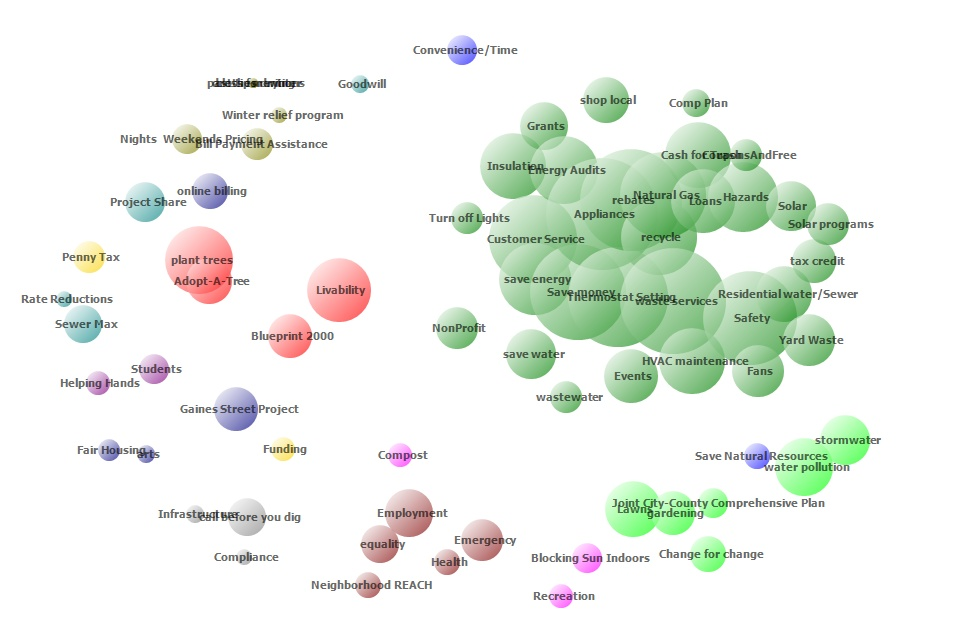 Convenience/Time
Goodwill
shop local
Comp Plan
Winter relief program
Grants
Nights
Weekends Pricing
Bill Payment Assistance
Cash for Trash
CouponsAndFree
Insulation
Energy Audits
online billing
Project Share
rebates
Natural Gas
Loans
Hazards
Solar
Turn off Lights
Appliances
Solar programs
Customer Service
recycle
Penny Tax
plant trees
tax credit
Adopt-A-Tree
save energy
Save money
Thermostat Setting
waste services
Residential
water/Sewer
Livability
Rate Reductions
Sewer Max
Safety
NonProfit
Blueprint 2000
Yard Waste
save water
HVAC maintenance
Students
Events
Fans
Helping Hands
wastewater
Gaines Street Project
stormwater
Fair Housing
arts
Funding
Compost
Save Natural Resources
water pollution
Infrastructure
call before you dig
Employment
Lawns
Joint City-County Comprehensive Plan
gardening
equality
Emergency
Compliance
Health
Blocking Sun Indoors
Change for change
Neighborhood REACH
Recreation